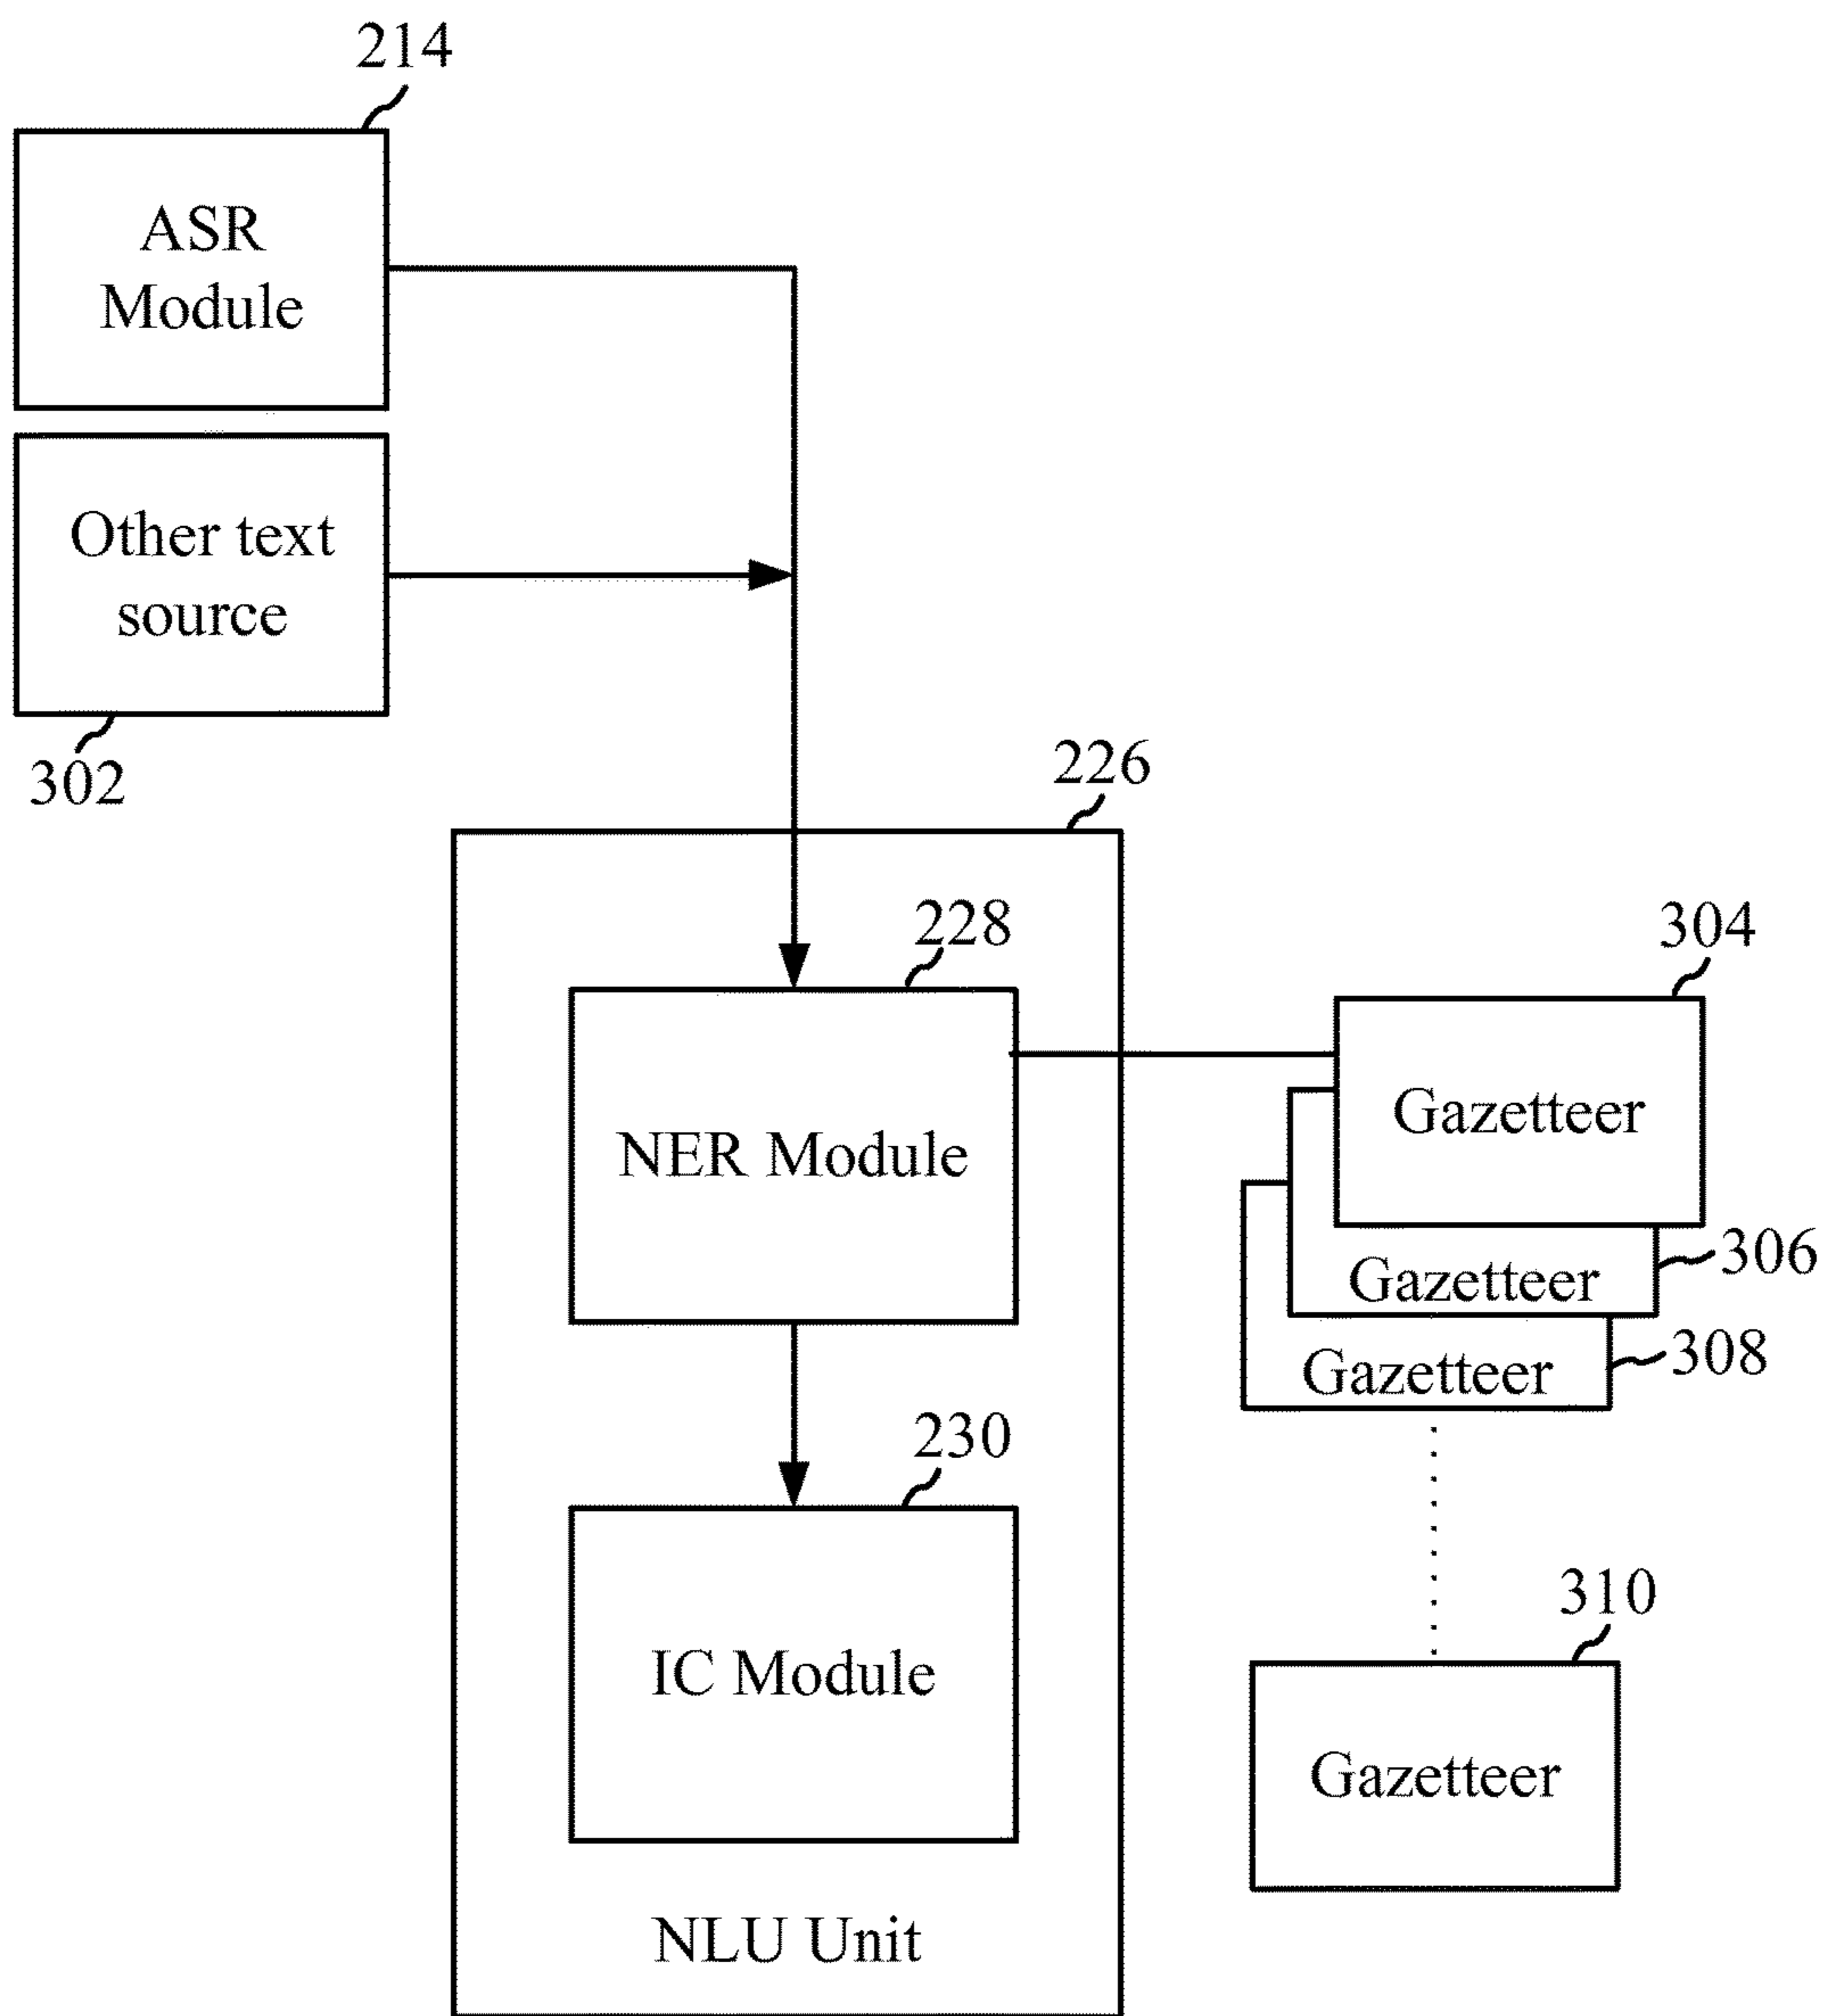 214
ASR
Module
Other text
source
302
226
228
304
NER Module
Gazetteer
306
Gazetteer
308
Gazetteer
230
IC Module
310
Gazetteer
NLU Unit